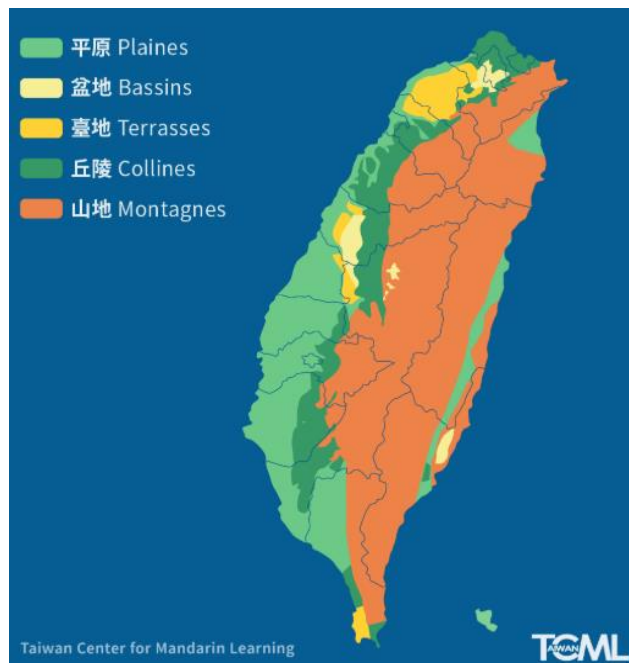 平原 Plaines
盆地 Bassins
臺地 Terrasses
丘陵 Collines
山地 Montagnes
Taiwan Center for Mandarin Learning
TCML
TAIWAN